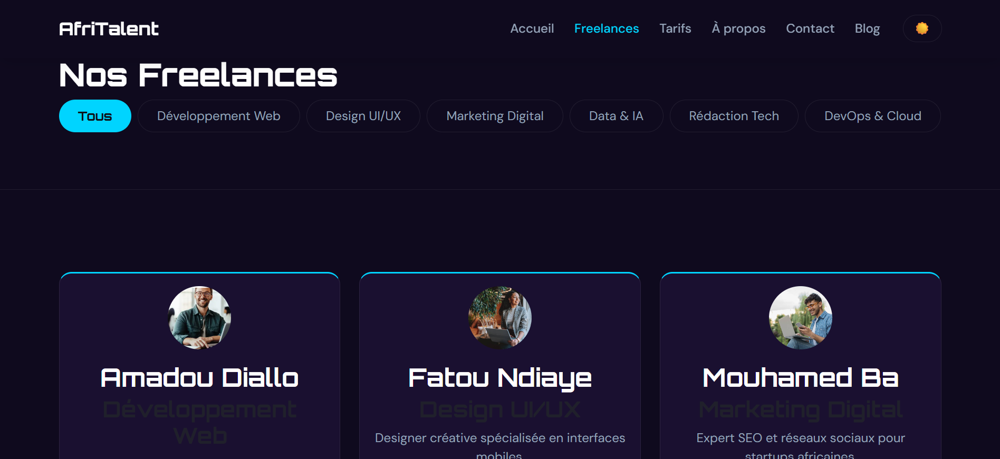 AfriTalent
Accueil
Freelances
Tarifs
À propos
Contact
Blog
Nos Freelances
Tous
Développement Web
Design UI/UX
Marketing Digital
Data & IA
Rédaction Tech
DevOps & Cloud
Amadou Diallo
Développement
Web
Fatou Ndiaye
Design UI/UX
Designer créative spécialisée en interfaces
mobiles.
Mouhamed Ba
Marketing Digital
Expert SEO et réseaux sociaux pour
startups africaines.